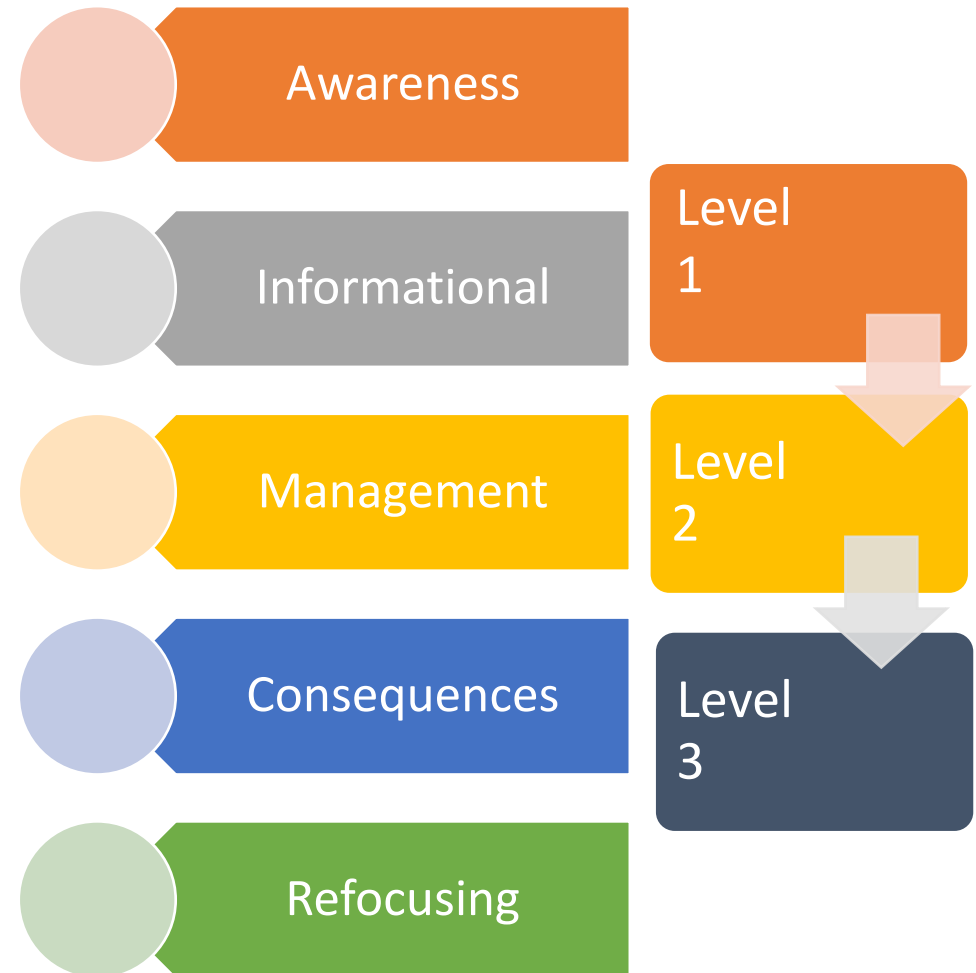 Awareness
Informational
Management
Consequences
Refocusing
Level
1
Level
2
Level
3